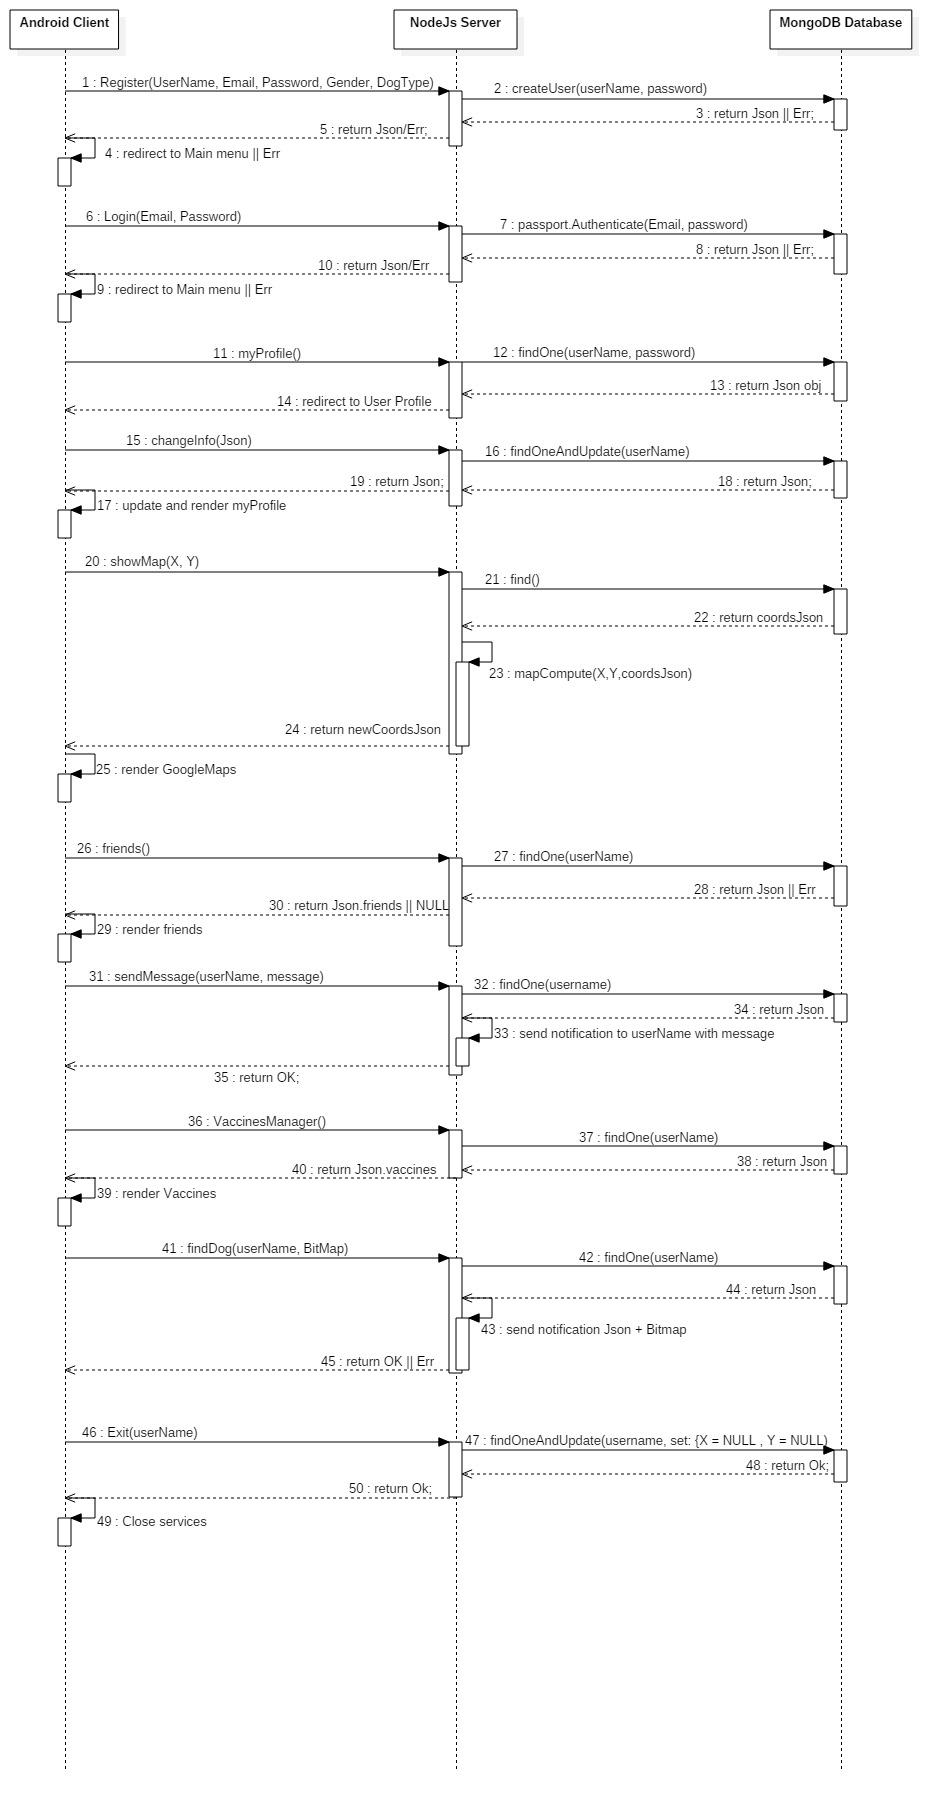 Android Client
NodeJs Server
MongoDB Database
1 : Register(UserName, Email, Password, Gender, DogType)
2 : createUser(userName, password)
3 : return Json || Err;
5 : return Json/Err;
4 : redirect to Main menu || Err
6 : Login(Email, Password)
7 : passport.Authenticate(Email, password)
8 : return Json || Err;
10 : return Json/Err
9 : redirect to Main menu || Err
11 : myProfile()
12 : findOne(userName, password)
13 : return Json obj
14 : redirect to User Profile
15 : changeInfo(Json)
16 : findOneAndUpdate(userName)
19 : return Json;
18 : return Json;
17 : update and render myProfile
20 : showMap(X, Y)
21 : find()
22 : return coordsJson
23 : mapCompute(X,Y,coordsJson)
24 : return newCoordsJson
25 : render GoogleMaps
26 : friends()
27 : findOne(userName)
28 : return Json || Err
30 : return Json.friends || NULL
29 : render friends
31 : sendMessage(userName, message)
32 : findOne(username)
34 : return Json
33 : send notification to userName with message
35 : return OK;
36 : VaccinesManager()
37 : findOne(userName)
38 : return Json
40 : return Json.vaccines
39 : render Vaccines
41 : findDog(userName, BitMap)
42 : findOne(userName)
44 : return Json
43 : send notification Json + Bitmap
45 : return OK || Err
46 : Exit(userName)
47 : findOneAndUpdate(username, set: {X = NULL , Y = NULL)
48 : return Ok;
50 : return Ok;
49 : Close services